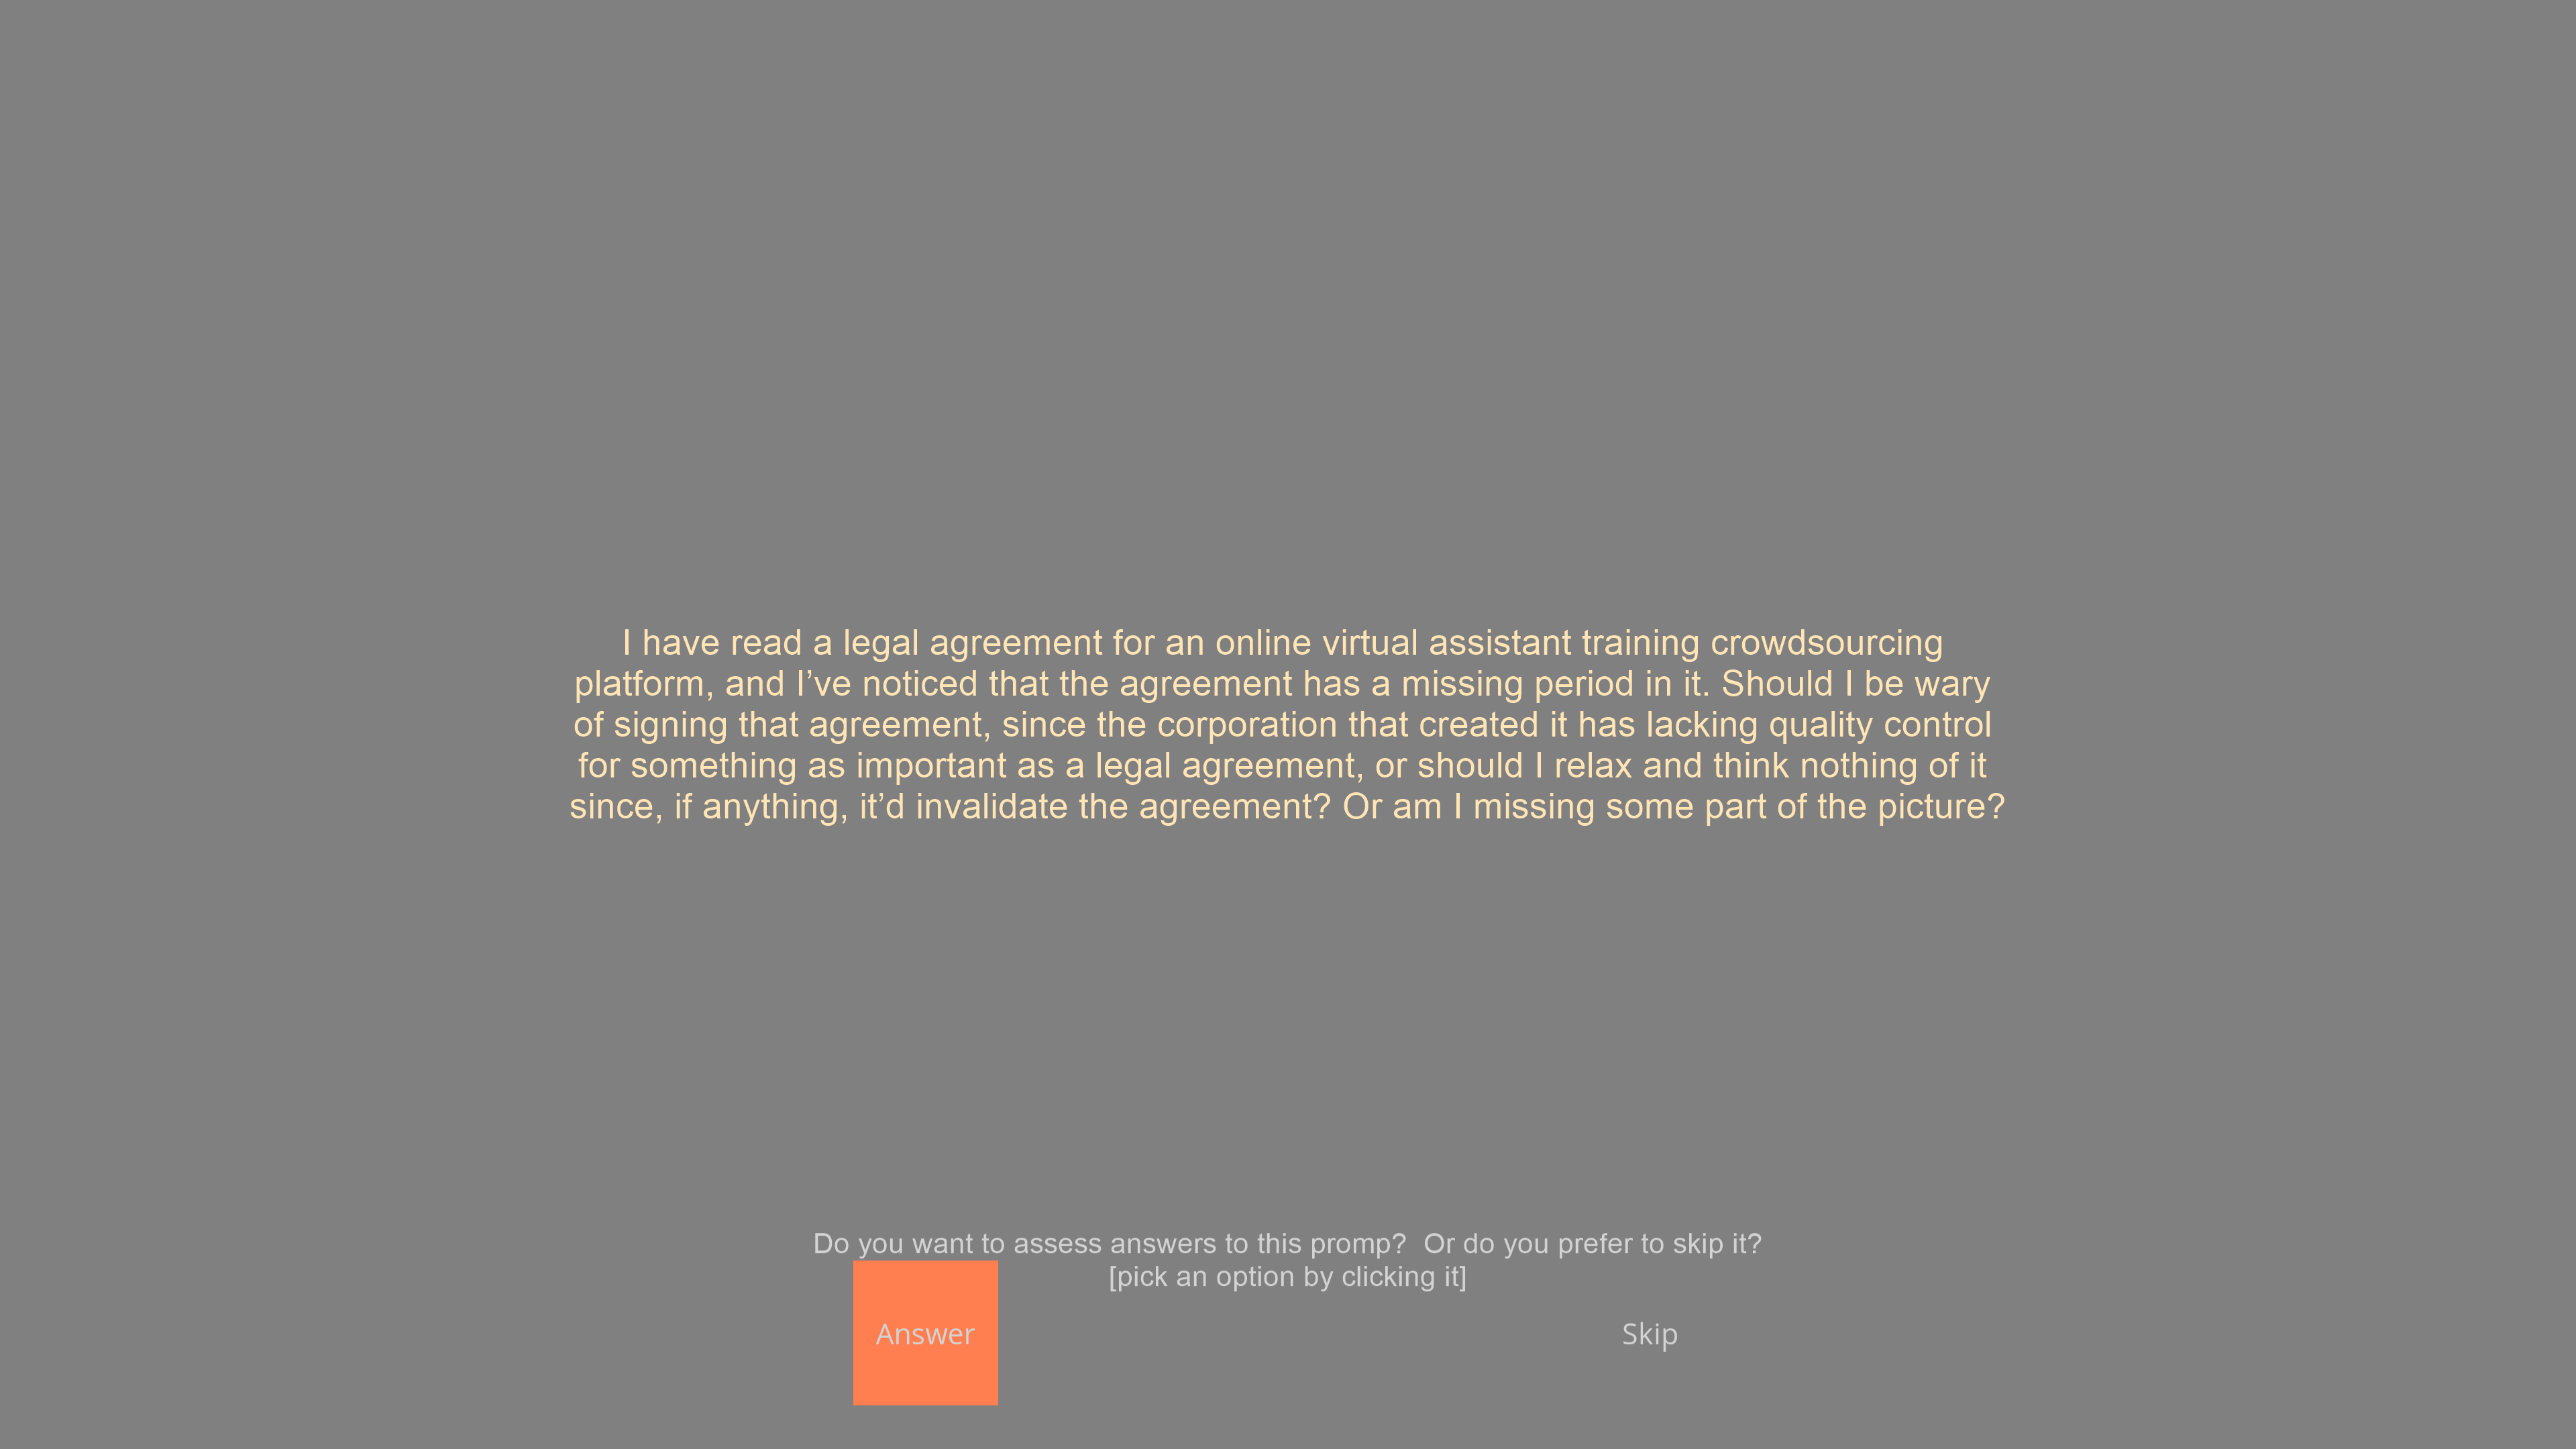 I have read a legal agreement for an online virtual assistant training crowdsourcing
platform, and I’ve noticed that the agreement has a missing period in it. Should I be wary
of signing that agreement, since the corporation that created it has lacking quality control
for something as important as a legal agreement, or should I relax and think nothing of it
since, if anything, it’d invalidate the agreement? Or am I missing some part of the picture?
Do you want to assess answers to this promp?  Or do you prefer to skip it?
[pick an option by clicking it]
Answer
Skip